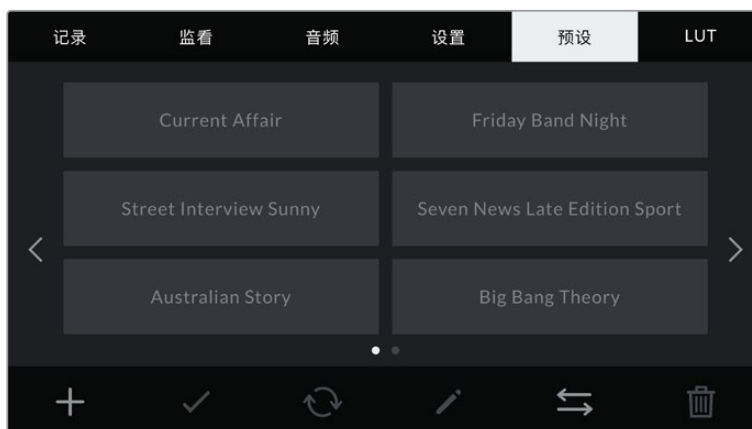 记录 监看 音频 设置 预设 LUT
Current Affair Friday Band Night
Street Interview Sunny Seven News Late Edition Sport
Australian Story Big Bang Theory